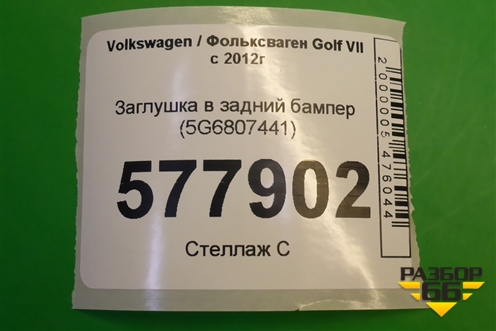 Volkswagen / Фольксваген Golf VII
с 2012г
Заглушка в задний бампер
(5G6807441)
577902
Стеллаж С
2000005476044
РАЗБОР
66